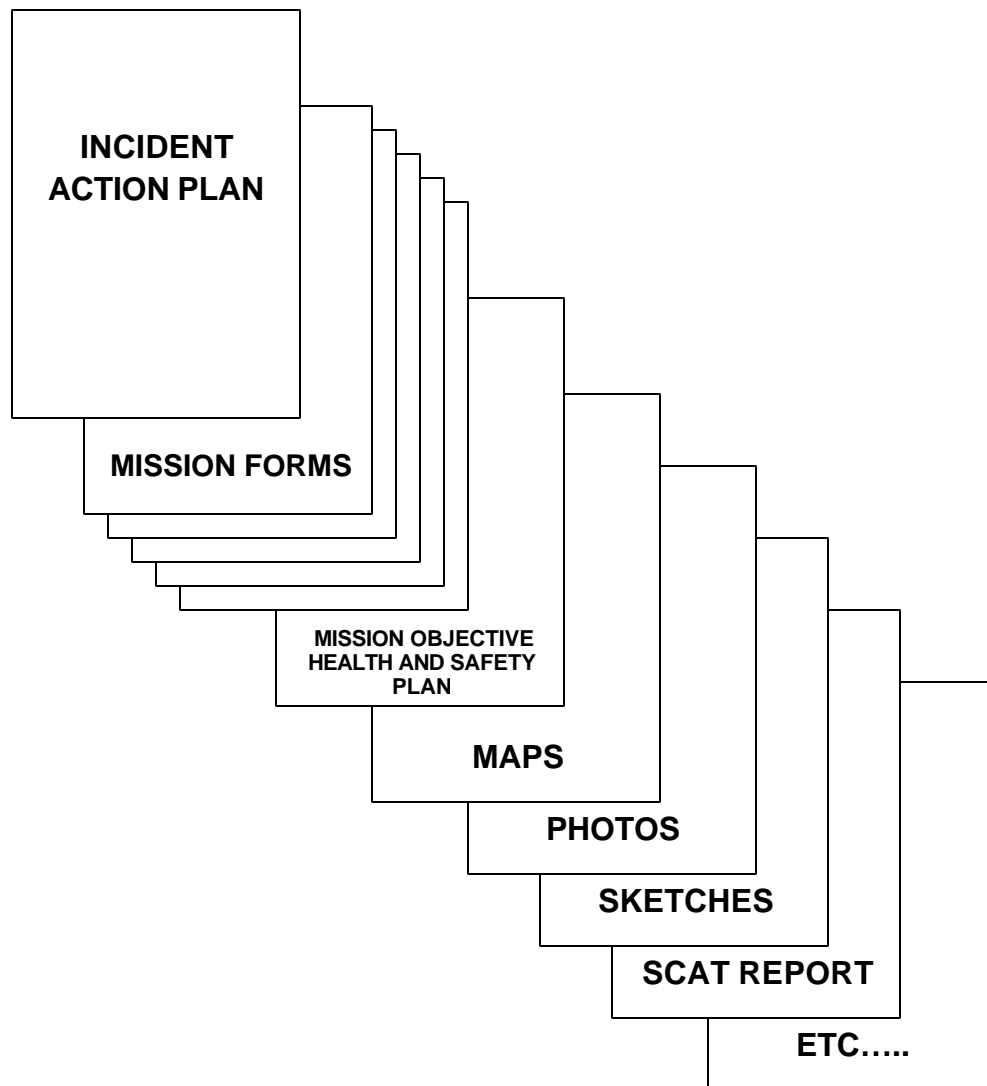 INCIDENT
ACTION PLAN
MISSION FORMS
MISSION OBJECTIVE
HEALTH AND SAFETY
PLAN
MAPS
PHOTOS
SKETCHES
SCAT REPORT
ETC.....